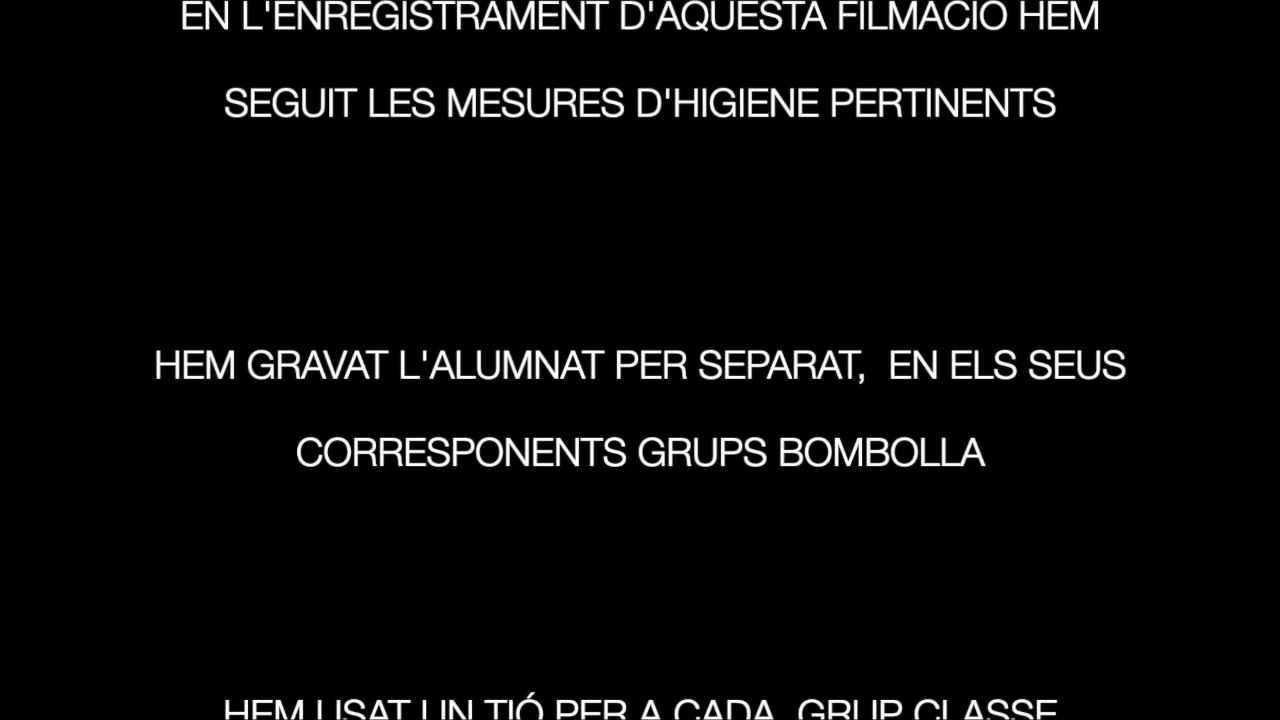 EN L'ENREGISTRAMENT D'AQUESTA FILMACIÓ HEM
SEGUIT LES MESURES D'HIGIENE PERTINENTS
HEM GRAVAT L'ALUMNAT PER SEPARAT, EN ELS SEUS
CORRESPONENTS GRUPS BOMBOLLA
HEM USAT UN TIÓ PER A CADA GRUP CLASSE